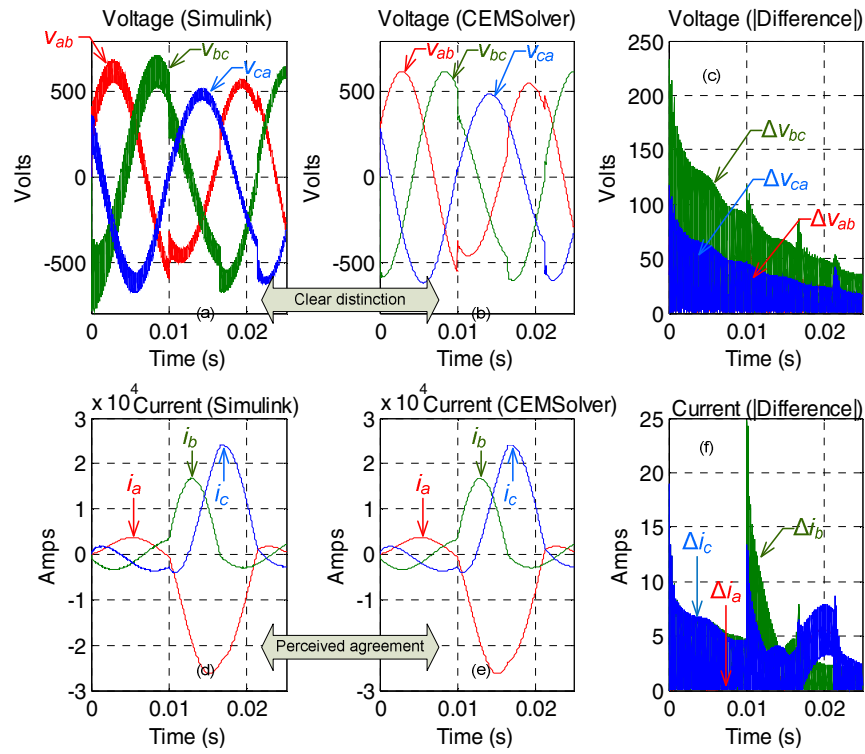 Voltage (Simulink)
Voltage (CEMSolver)
Voltage (|Difference|)
Volts
500
0
-500
v_ab
v_bc
v_ca
(a)
0
0.01
0.02
Time (s)
Volts
500
0
-500
v_ab
v_bc
v_ca
(b)
0
0.01
0.02
Time (s)
Clear distinction
Volts
250
200
150
100
50
0
(c)
Δv_bc
Δv_ca
Δv_ab
0
0.01
0.02
Time (s)
x 10^4 Current (Simulink)
x 10^4 Current (CEMSolver)
Current (|Difference|)
Amps
3
2
1
0
-1
-2
-3
i_a
i_b
i_c
(d)
0
0.01
0.02
Time (s)
Amps
3
2
1
0
-1
-2
-3
i_a
i_b
i_c
(e)
0
0.01
0.02
Time (s)
Perceived agreement
Amps
25
20
15
10
5
0
(f)
Δi_b
Δi_c
Δi_a
0
0.01
0.02
Time (s)